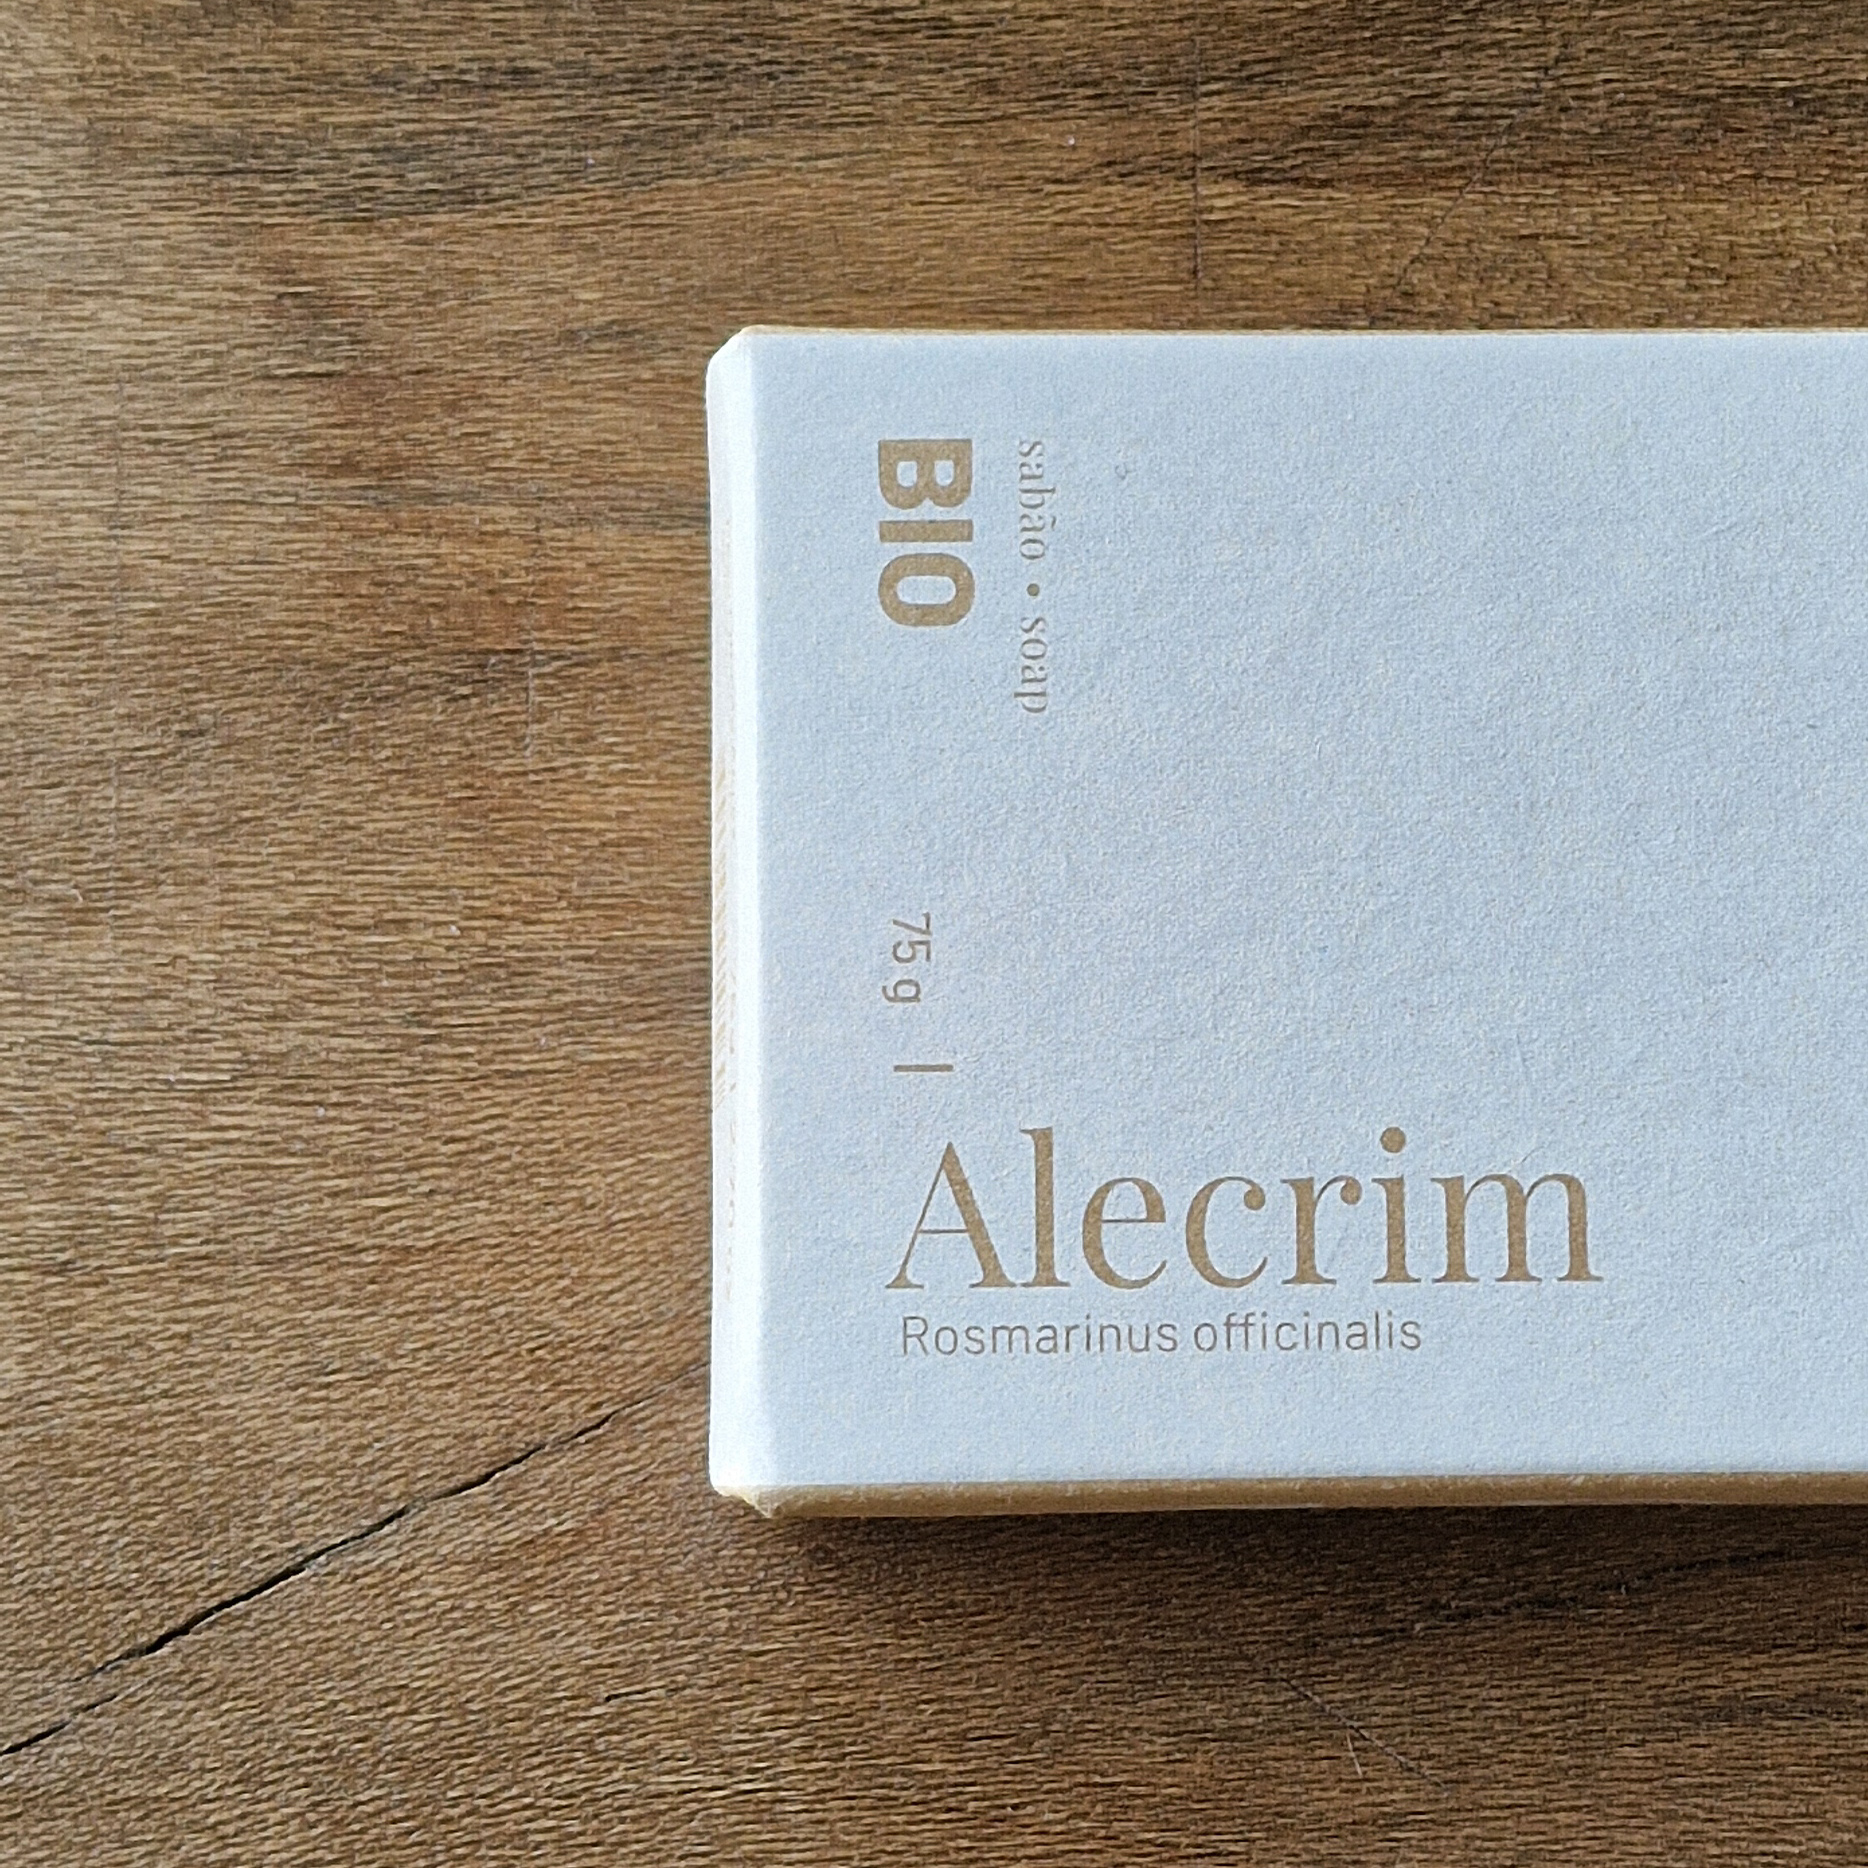 BIO
sabão • soap
75 g |
Alecrim
Rosmarinus officinalis